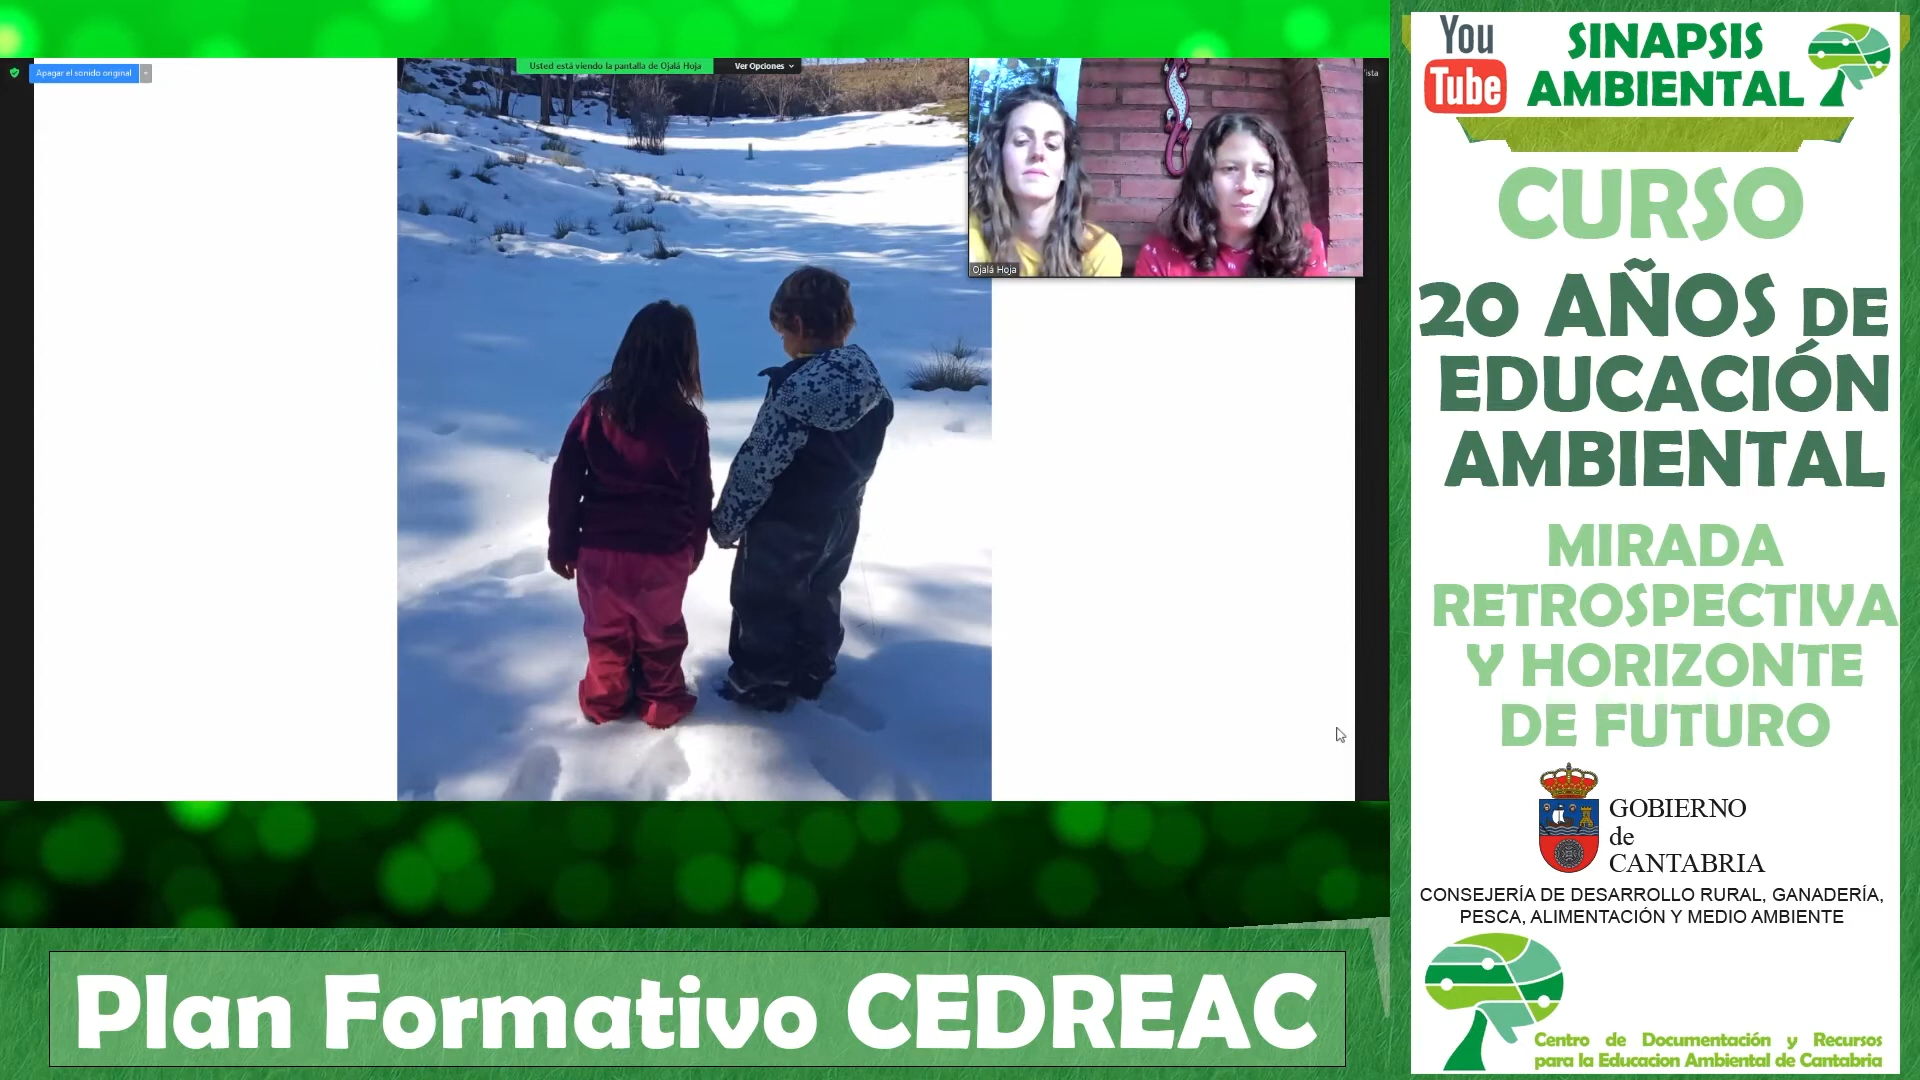 Apagar el sonido original
Usted está viendo la pantalla de Ojalá Hoja
Ver Opciones
ista
Ojalá Hoja
You
Tube
SINAPSIS
AMBIENTAL
CURSO
20 AÑOS DE
EDUCACIÓN
AMBIENTAL
MIRADA
RETROSPECTIVA
Y HORIZONTE
DE FUTURO
GOBIERNO
de
CANTABRIA
CONSEJERÍA DE DESARROLLO RURAL, GANADERÍA,
PESCA, ALIMENTACIÓN Y MEDIO AMBIENTE
Centro de Documentación y Recursos
para la Educacion Ambiental de Cantabria
Plan Formativo CEDREAC